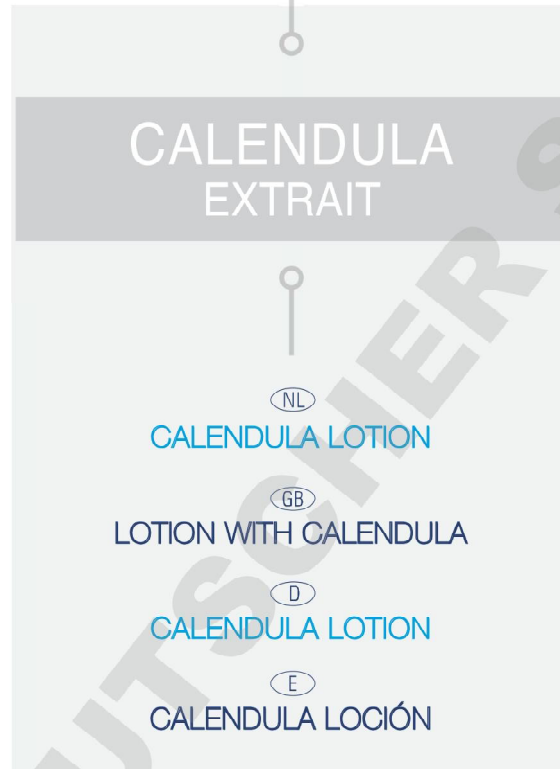 CALENDULA
EXTRAIT
NL
CALENDULA LOTION
GB
LOTION WITH CALENDULA
D
CALENDULA LOTION
E
CALENDULA LOCIÓN